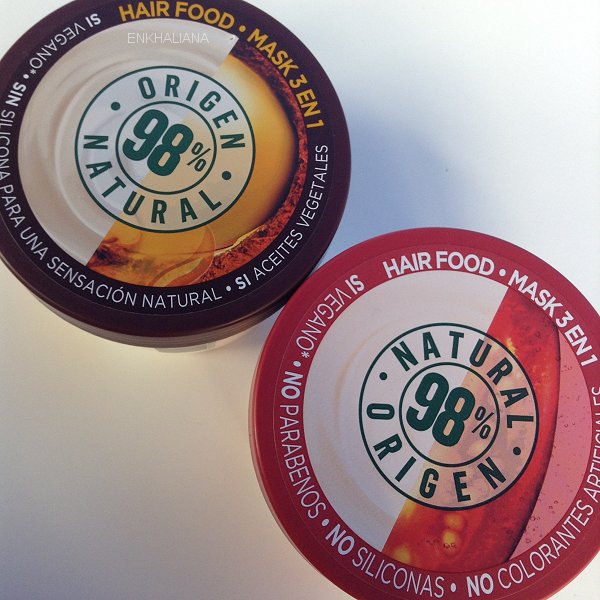 HAIR FOOD • MASK 3 EN 1
ENKHALIANA
SI VEGANO* • SIN SILICONA PARA UNA SENSACIÓN NATURAL • SI ACEITES VEGETALES
ORIGEN
98%
NATURAL
HAIR FOOD • MASK 3 EN 1
SI VEGANO* • NO PARABENOS • NO SILICONAS • NO COLORANTES ARTIFICIALES
NATURAL
98%
ORIGEN